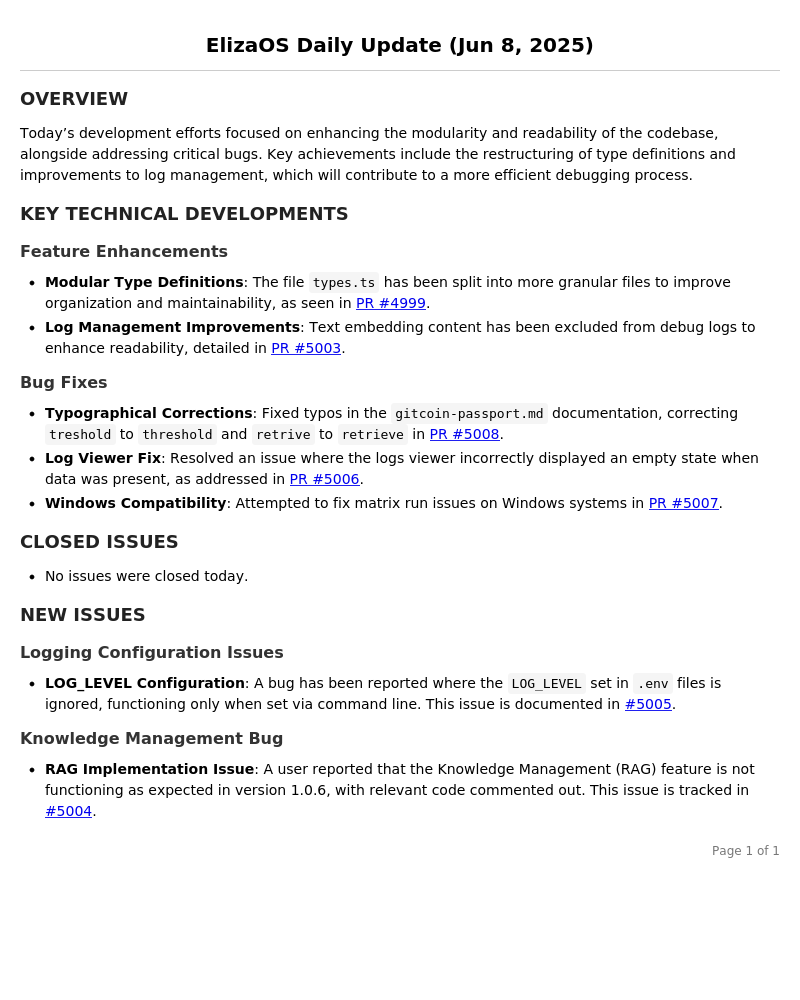 ElizaOS Daily Update (Jun 8, 2025)
OVERVIEW
Today’s development efforts focused on enhancing the modularity and readability of the codebase,
alongside addressing critical bugs. Key achievements include the restructuring of type definitions and
improvements to log management, which will contribute to a more efficient debugging process.
KEY TECHNICAL DEVELOPMENTS
Feature Enhancements
• Modular Type Definitions: The file types.ts has been split into more granular files to improve
organization and maintainability, as seen in PR #4999.
• Log Management Improvements: Text embedding content has been excluded from debug logs to
enhance readability, detailed in PR #5003.
Bug Fixes
• Typographical Corrections: Fixed typos in the gitcoin-passport.md documentation, correcting
treshold to threshold and retrive to retrieve in PR #5008.
• Log Viewer Fix: Resolved an issue where the logs viewer incorrectly displayed an empty state when
data was present, as addressed in PR #5006.
• Windows Compatibility: Attempted to fix matrix run issues on Windows systems in PR #5007.
CLOSED ISSUES
• No issues were closed today.
NEW ISSUES
Logging Configuration Issues
• LOG_LEVEL Configuration: A bug has been reported where the LOG_LEVEL set in .env files is
ignored, functioning only when set via command line. This issue is documented in #5005.
Knowledge Management Bug
• RAG Implementation Issue: A user reported that the Knowledge Management (RAG) feature is not
functioning as expected in version 1.0.6, with relevant code commented out. This issue is tracked in
#5004.
Page 1 of 1